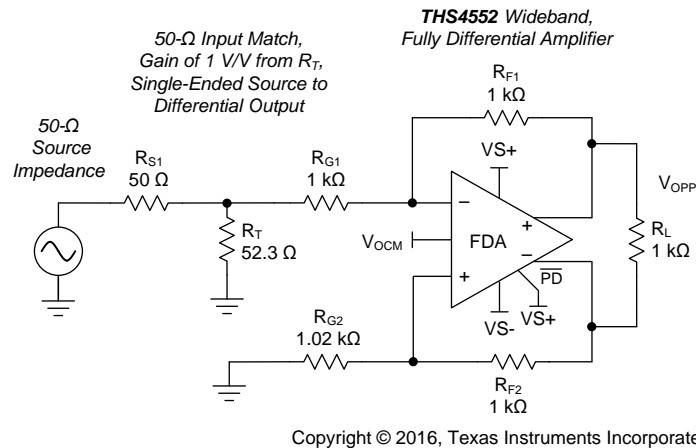 THS4552 Wideband,
Fully Differential Amplifier
50-Ω Input Match,
Gain of 1 V/V from RT,
Single-Ended Source to
Differential Output
50-Ω
Source
Impedance
RS1
50 Ω
RT
52.3 Ω
RG1
1 kΩ
RF1
1 kΩ
VS+
VOCM
FDA
− +
+ −
PD
VS-
VS+
VOPP
RL
1 kΩ
RG2
1.02 kΩ
RF2
1 kΩ
Copyright © 2016, Texas Instruments Incorporate